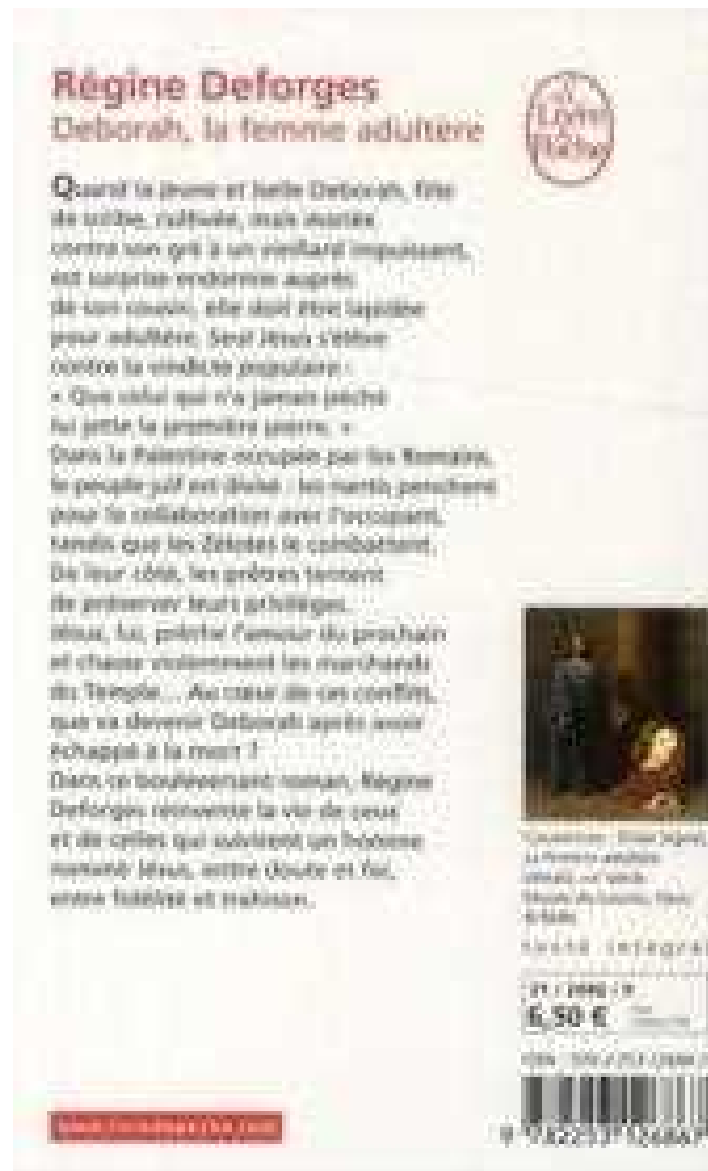 Régine Deforges
Deborah, la femme adultère
Le Livre de Poche
Quand la jeune et belle Deborah, fille
de scribe, cultivée, mais mariée
contre son gré à un vieillard impuissant,
est surprise endormie auprès
de son cousin, elle doit être lapidée
pour adultère. Seul Jésus s'élève
contre la vindicte populaire :
« Que celui qui n'a jamais péché
lui jette la première pierre. »
Dans la Palestine occupée par les Romains,
le peuple juif est divisé : les nantis penchent
pour la collaboration avec l'occupant,
tandis que les Zélotes le combattent.
De leur côté, les prêtres tentent
de préserver leurs privilèges.
Jésus, lui, prêche l'amour du prochain
et chasse violemment les marchands
du Temple... Au cœur de ces conflits,
que va devenir Deborah après avoir
échappé à la mort ?
Dans ce bouleversant roman, Régine
Deforges réinvente la vie de ceux
et de celles qui suivirent un homme
nommé Jésus, entre doute et foi,
entre fidélité et trahison.
texte intégral
6,50 €